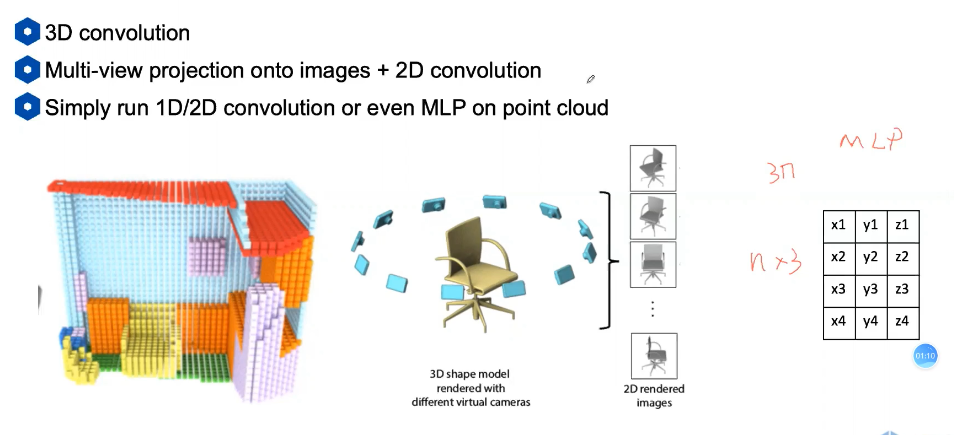 3D convolution
Multi-view projection onto images + 2D convolution
Simply run 1D/2D convolution or even MLP on point cloud
MLP
3n
n×3
x1 y1 z1
x2 y2 z2
x3 y3 z3
x4 y4 z4
01:10
3D shape model
rendered with
different virtual cameras
2D rendered
images